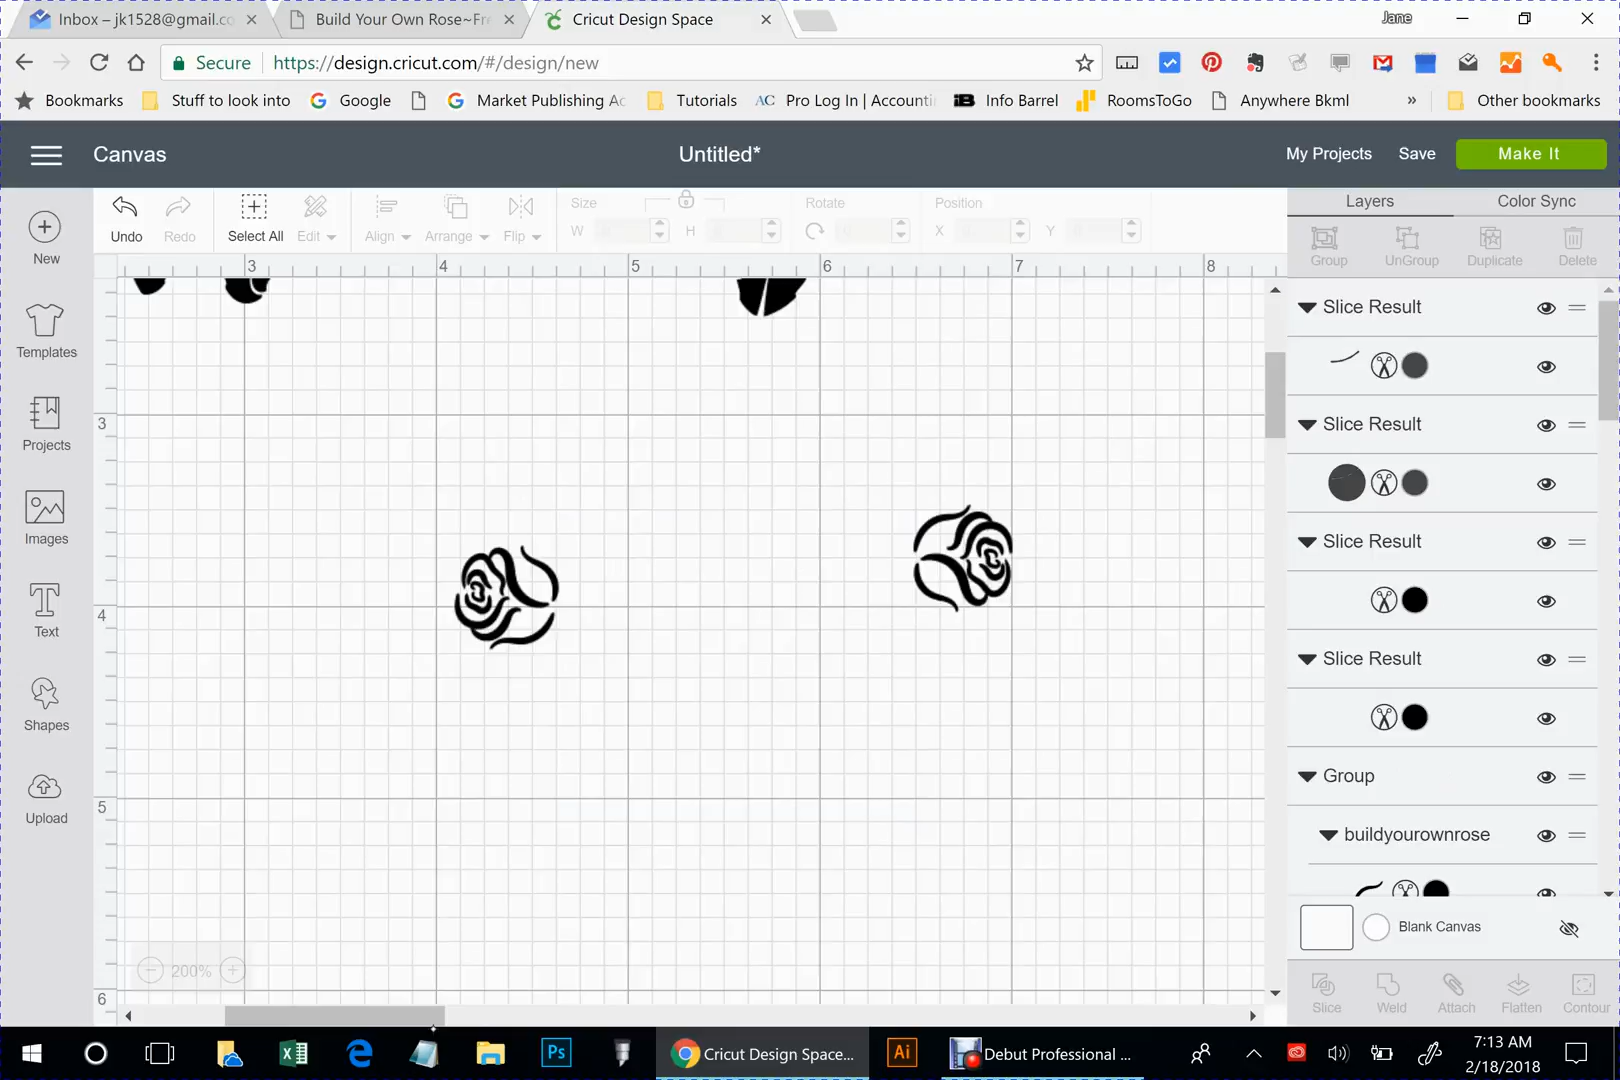 Inbox – jk1528@gmail.co
Build Your Own Rose~Fre
Cricut Design Space
Jane
Secure
https://design.cricut.com/#/design/new
Bookmarks
Stuff to look into
Google
Market Publishing Ac
Tutorials
AC Pro Log In | Accounti
iB Info Barrel
RoomsToGo
Anywhere Bkml
»
Other bookmarks
Canvas
Untitled*
My Projects
Save
Make It
New
Templates
Projects
Images
Text
Shapes
Upload
Undo
Redo
Select All
Edit
Align
Arrange
Flip
Size
W
H
Rotate
Position
X
Y
3 4 5 6 7 8
3
4
5
6
200%
Layers
Color Sync
Group
UnGroup
Duplicate
Delete
Slice Result
Slice Result
Slice Result
Slice Result
Group
buildyourownrose
Blank Canvas
Slice
Weld
Attach
Flatten
Contour
Ps
Cricut Design Space...
Ai
Debut Professional ...
7:13 AM
2/18/2018